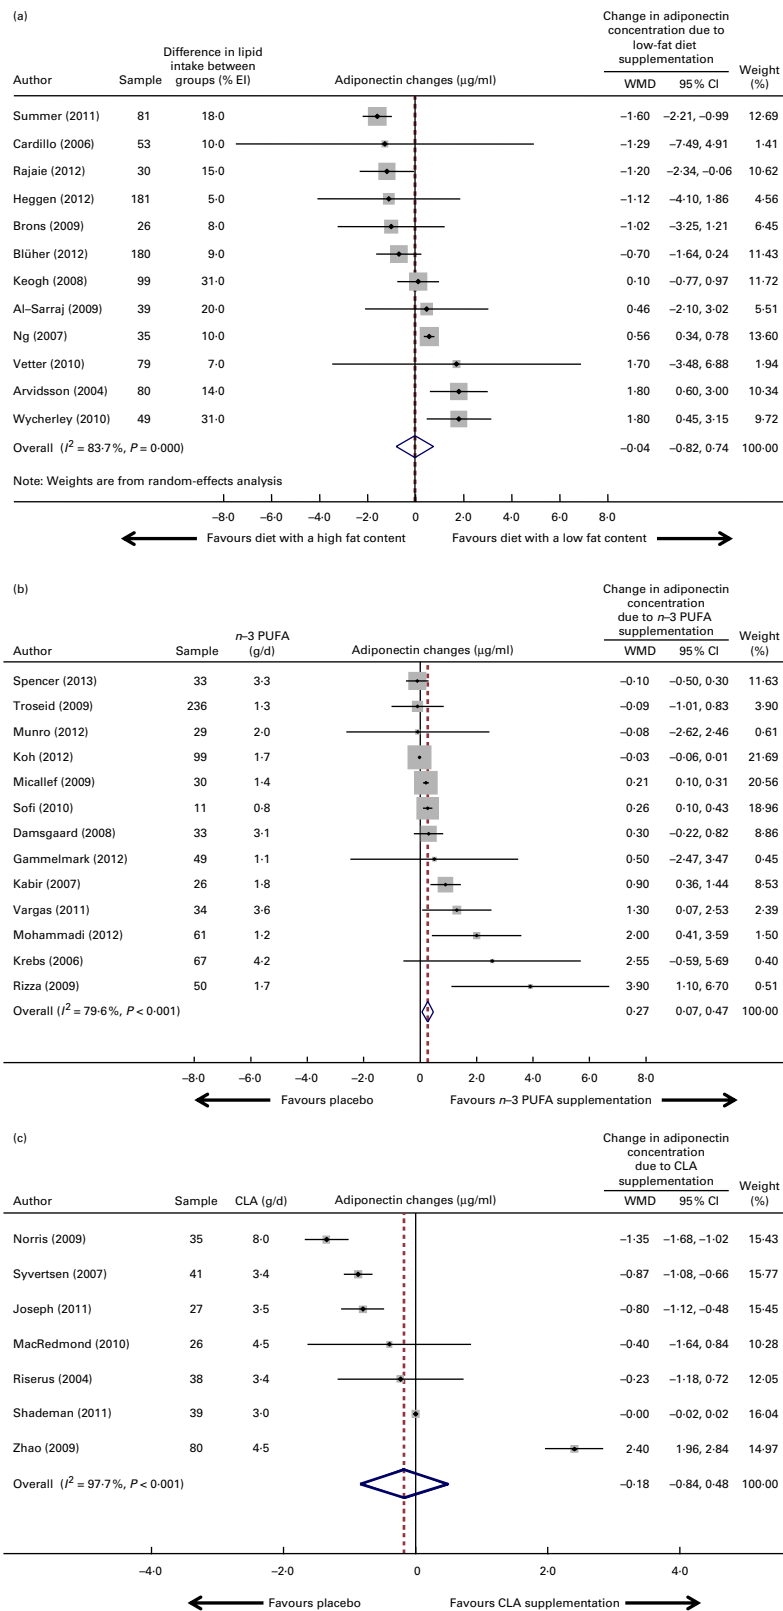 (a)
Change in adiponectin
concentration due to
low-fat diet
supplementation
Difference in lipid
intake between
groups (% EI)
Author Sample Adiponectin changes (μg/ml) WMD 95% CI Weight
(%)
Summer (2011) 81 18·0 −1·60 −2·21, −0·99 12·69
Cardillo (2006) 53 10·0 −1·29 −7·49, 4·91 1·41
Rajaie (2012) 30 15·0 −1·20 −2·34, −0·06 10·62
Heggen (2012) 181 5·0 −1·12 −4·10, 1·86 4·56
Brons (2009) 26 8·0 −1·02 −3·25, 1·21 6·45
Blüher (2012) 180 9·0 −0·70 −1·64, 0·24 11·43
Keogh (2008) 99 31·0 0·10 −0·77, 0·97 11·72
Al–Sarraj (2009) 39 20·0 0·46 −2·10, 3·02 5·51
Ng (2007) 35 10·0 0·56 0·34, 0·78 13·60
Vetter (2010) 79 7·0 1·70 −3·48, 6·88 1·94
Arvidsson (2004) 80 14·0 1·80 0·60, 3·00 10·34
Wycherley (2010) 49 31·0 1·80 0·45, 3·15 9·72
Overall (I² = 83·7%, P = 0·000) −0·04 −0·82, 0·74 100·00
Note: Weights are from random-effects analysis
−8·0 −6·0 −4·0 −2·0 0 2·0 4·0 6·0 8·0
Favours diet with a high fat content Favours diet with a low fat content
(b)
Change in adiponectin
concentration
due to n–3 PUFA
supplementation
Author Sample n–3 PUFA
(g/d) Adiponectin changes (μg/ml) WMD 95% CI Weight
(%)
Spencer (2013) 33 3·3 −0·10 −0·50, 0·30 11·63
Troseid (2009) 236 1·3 −0·09 −1·01, 0·83 3·90
Munro (2012) 29 2·0 −0·08 −2·62, 2·46 0·61
Koh (2012) 99 1·7 −0·03 −0·06, 0·01 21·69
Micallef (2009) 30 1·4 0·21 0·10, 0·31 20·56
Sofi (2010) 11 0·8 0·26 0·10, 0·43 18·96
Damsgaard (2008) 33 3·1 0·30 −0·22, 0·82 8·86
Gammelmark (2012) 49 1·1 0·50 −2·47, 3·47 0·45
Kabir (2007) 26 1·8 0·90 0·36, 1·44 8·53
Vargas (2011) 34 3·6 1·30 0·07, 2·53 2·39
Mohammadi (2012) 61 1·2 2·00 0·41, 3·59 1·50
Krebs (2006) 67 4·2 2·55 −0·59, 5·69 0·40
Rizza (2009) 50 1·7 3·90 1·10, 6·70 0·51
Overall (I² = 79·6%, P < 0·001) 0·27 0·07, 0·47 100·00
−8·0 −6·0 −4·0 −2·0 0 2·0 4·0 6·0 8·0
Favours placebo Favours n–3 PUFA supplementation
(c)
Change in adiponectin
concentration
due to CLA
supplementation
Author Sample CLA (g/d) Adiponectin changes (μg/ml) WMD 95% CI Weight
(%)
Norris (2009) 35 8·0 −1·35 −1·68, −1·02 15·43
Syvertsen (2007) 41 3·4 −0·87 −1·08, −0·66 15·77
Joseph (2011) 27 3·5 −0·80 −1·12, −0·48 15·45
MacRedmond (2010) 26 4·5 −0·40 −1·64, 0·84 10·28
Riserus (2004) 38 3·4 −0·23 −1·18, 0·72 12·05
Shademan (2011) 39 3·0 −0·00 −0·02, 0·02 16·04
Zhao (2009) 80 4·5 2·40 1·96, 2·84 14·97
Overall (I² = 97·7%, P < 0·001) −0·18 −0·84, 0·48 100·00
−4·0 −2·0 0 2·0 4·0
Favours placebo Favours CLA supplementation